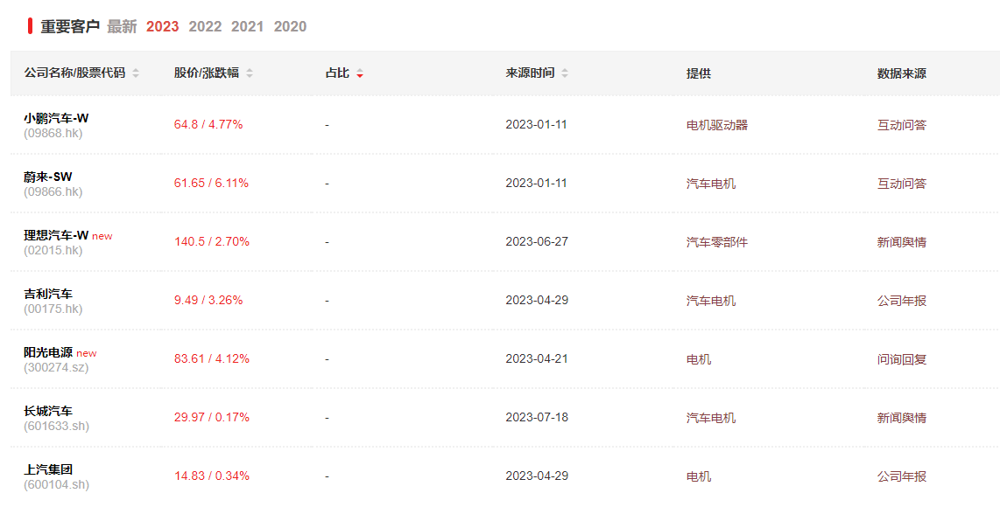 重要客户 最新 2023 2022 2021 2020
公司名称/股票代码 股价/涨跌幅 占比 来源时间 提供 数据来源
小鹏汽车-W
(09868.hk) 64.8 / 4.77% - 2023-01-11 电机驱动器 互动问答
蔚来-SW
(09866.hk) 61.65 / 6.11% - 2023-01-11 汽车电机 互动问答
理想汽车-W new
(02015.hk) 140.5 / 2.70% - 2023-06-27 汽车零部件 新闻舆情
吉利汽车
(00175.hk) 9.49 / 3.26% - 2023-04-29 汽车电机 公司年报
阳光电源 new
(300274.sz) 83.61 / 4.12% - 2023-04-21 电机 问询回复
长城汽车
(601633.sh) 29.97 / 0.17% - 2023-07-18 汽车电机 新闻舆情
上汽集团
(600104.sh) 14.83 / 0.34% - 2023-04-29 电机 公司年报